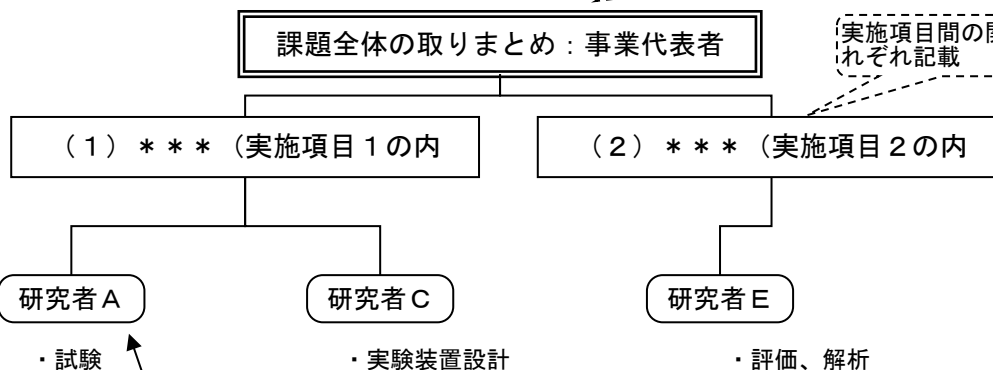 課題全体の取りまとめ：事業代表者
実施項目間の関
れぞれ記載
（１）＊＊＊（実施項目１の内
（２）＊＊＊（実施項目２の内
研究者Ａ
研究者Ｃ
研究者Ｅ
・試験
・実験装置設計
・評価、解析